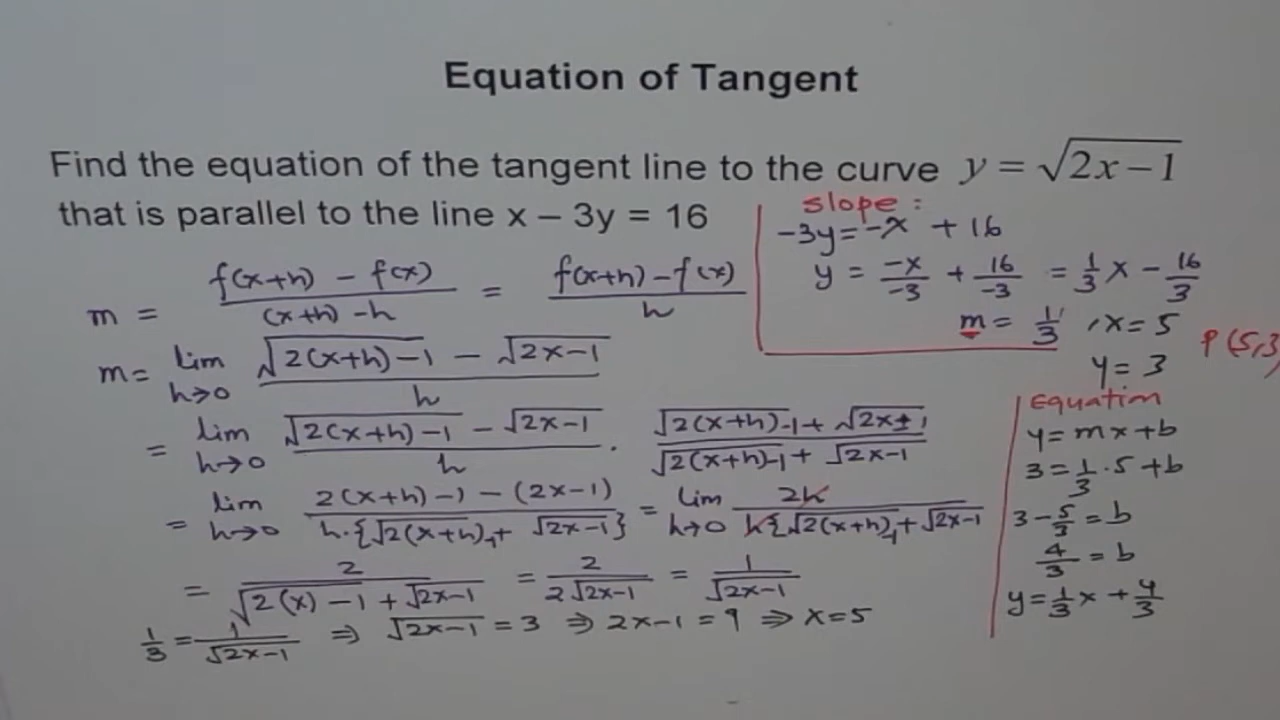 Equation of Tangent
Find the equation of the tangent line to the curve y = √(2x-1)
that is parallel to the line x – 3y = 16
slope :
-3y = -x + 16
y = -x/-3 + 16/-3 = 1/3 x - 16/3
m = 1/3 , x = 5
y = 3
P (5,3)
m = (f(x+h) - f(x))/((x+h) - h) = (f(x+h) - f(x))/h
m = lim h→0 (√(2(x+h)-1) - √(2x-1))/h
= lim h→0 (√(2(x+h)-1) - √(2x-1))/h · (√(2(x+h)-1) + √(2x±1))/(√(2(x+h)-1) + √(2x-1))
= lim h→0 (2(x+h)-1 - (2x-1))/(h·{√(2(x+h)-1) + √(2x-1)}) = lim h→0 2h/(h{√(2(x+h)-1) + √(2x-1))
= 2/(√(2(x)-1) + √(2x-1)) = 2/(2√(2x-1)) = 1/√(2x-1)
1/3 = 1/√(2x-1) ⇒ √(2x-1) = 3 ⇒ 2x-1 = 9 ⇒ x = 5
Equation
y = mx + b
3 = 1/3 · 5 + b
3 - 5/3 = b
4/3 = b
y = 1/3 x + 4/3